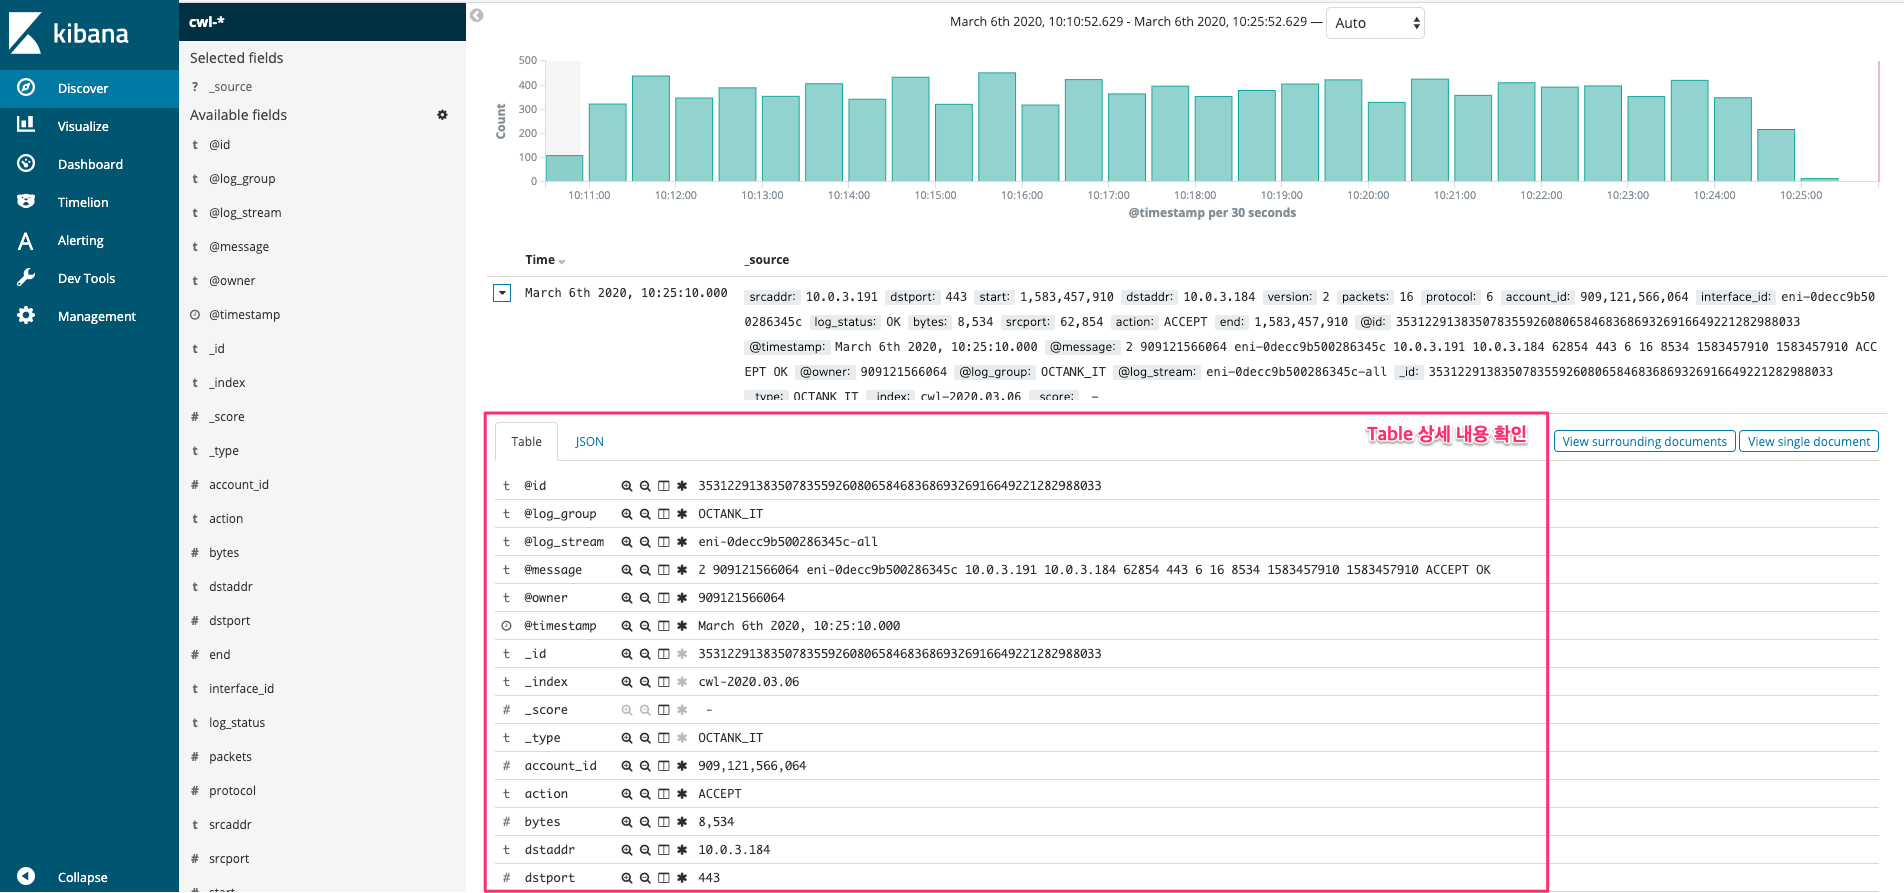 kibana
Discover
Visualize
Dashboard
Timelion
Alerting
Dev Tools
Management
Collapse
cwl-*
Selected fields
? _source
Available fields
t @id
t @log_group
t @log_stream
t @message
t @owner
@timestamp
t _id
t _index
# _score
t _type
# account_id
t action
# bytes
t dstaddr
# dstport
# end
t interface_id
t log_status
# packets
# protocol
t srcaddr
# srcport
# start
March 6th 2020, 10:10:52.629 - March 6th 2020, 10:25:52.629 — Auto
Count
500
400
300
200
100
0
10:11:00 10:12:00 10:13:00 10:14:00 10:15:00 10:16:00 10:17:00 10:18:00 10:19:00 10:20:00 10:21:00 10:22:00 10:23:00 10:24:00 10:25:00
@timestamp per 30 seconds
Time _source
March 6th 2020, 10:25:10.000 srcaddr: 10.0.3.191 dstport: 443 start: 1,583,457,910 dstaddr: 10.0.3.184 version: 2 packets: 16 protocol: 6 account_id: 909,121,566,064 interface_id: eni-0decc9b50
0286345c log_status: OK bytes: 8,534 srcport: 62,854 action: ACCEPT end: 1,583,457,910 @id: 35312291383507835592608065846836869326916649221282988033
@timestamp: March 6th 2020, 10:25:10.000 @message: 2 909121566064 eni-0decc9b500286345c 10.0.3.191 10.0.3.184 62854 443 6 16 8534 1583457910 1583457910 ACC
EPT OK @owner: 909121566064 @log_group: OCTANK_IT @log_stream: eni-0decc9b500286345c-all _id: 35312291383507835592608065846836869326916649221282988033
_type: OCTANK_IT _index: cwl-2020.03.06 _score: -
Table JSON
Table 상세 내용 확인
View surrounding documents View single document
t @id 35312291383507835592608065846836869326916649221282988033
t @log_group OCTANK_IT
t @log_stream eni-0decc9b500286345c-all
t @message 2 909121566064 eni-0decc9b500286345c 10.0.3.191 10.0.3.184 62854 443 6 16 8534 1583457910 1583457910 ACCEPT OK
t @owner 909121566064
@timestamp March 6th 2020, 10:25:10.000
t _id 35312291383507835592608065846836869326916649221282988033
t _index cwl-2020.03.06
# _score -
t _type OCTANK_IT
# account_id 909,121,566,064
t action ACCEPT
# bytes 8,534
t dstaddr 10.0.3.184
# dstport 443